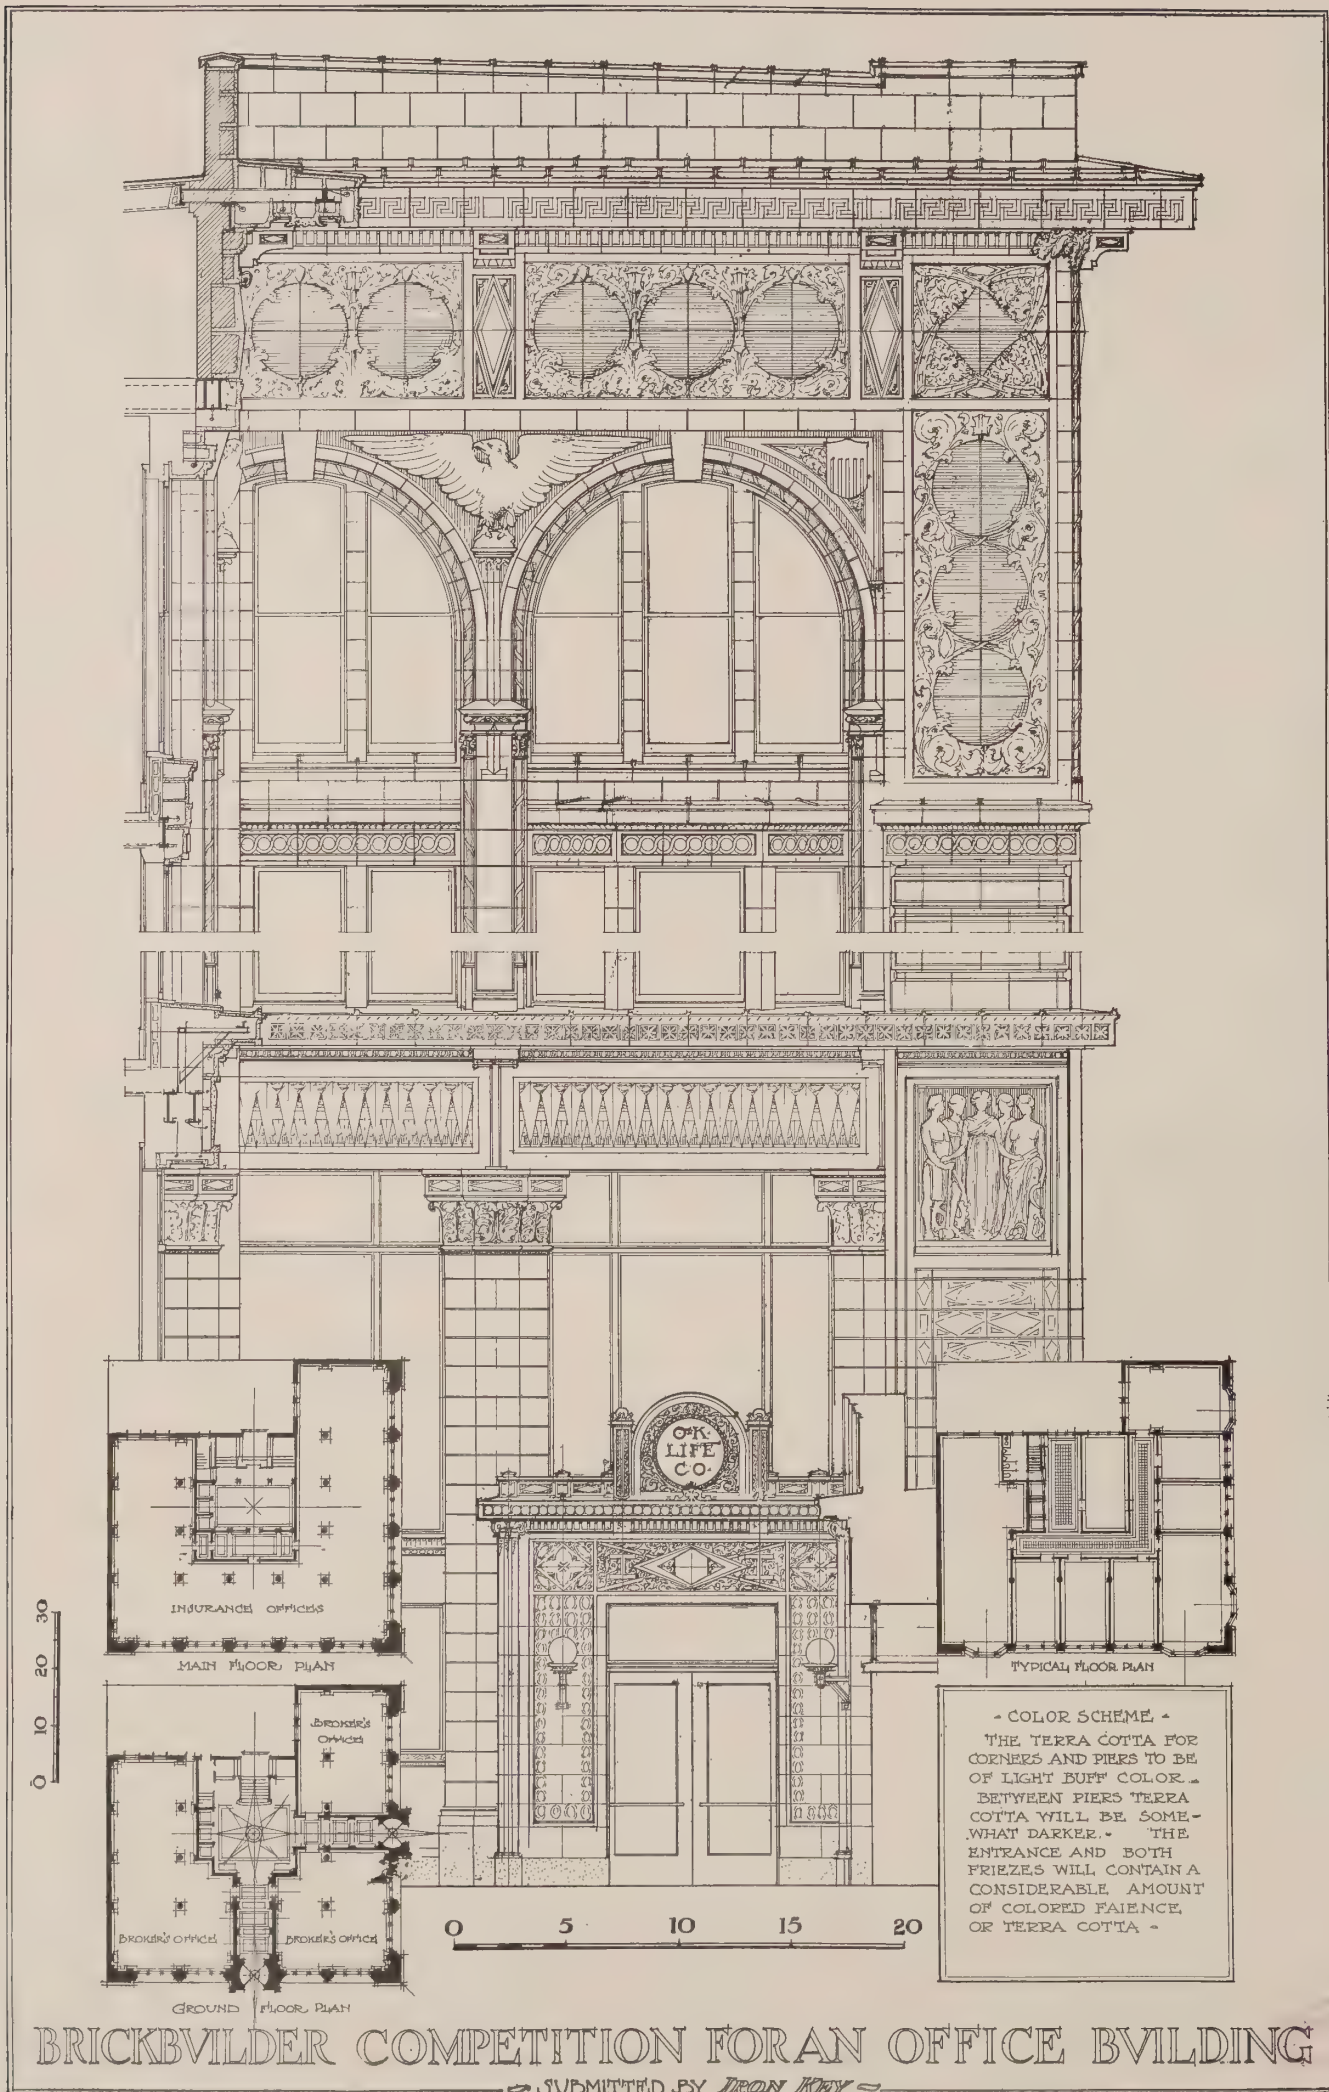 O·K·
LIFE
CO·
INSURANCE OFFICES
MAIN FLOOR PLAN
TYPICAL FLOOR PLAN
30
20
10
0
BROKER'S
OFFICE
BROKER'S OFFICE
BROKER'S OFFICE
GROUND FLOOR PLAN
0 5 10 15 20
- COLOR SCHEME -
THE TERRA COTTA FOR
CORNERS AND PIERS TO BE
OF LIGHT BUFF COLOR.
BETWEEN PIERS TERRA
COTTA WILL BE SOME-
WHAT DARKER. THE
ENTRANCE AND BOTH
FRIEZES WILL CONTAIN A
CONSIDERABLE AMOUNT
OF COLORED FAIENCE
OR TERRA COTTA -
BRICKBVILDER COMPETITION FOR AN OFFICE BVILDING
SUBMITTED BY IRON KEY